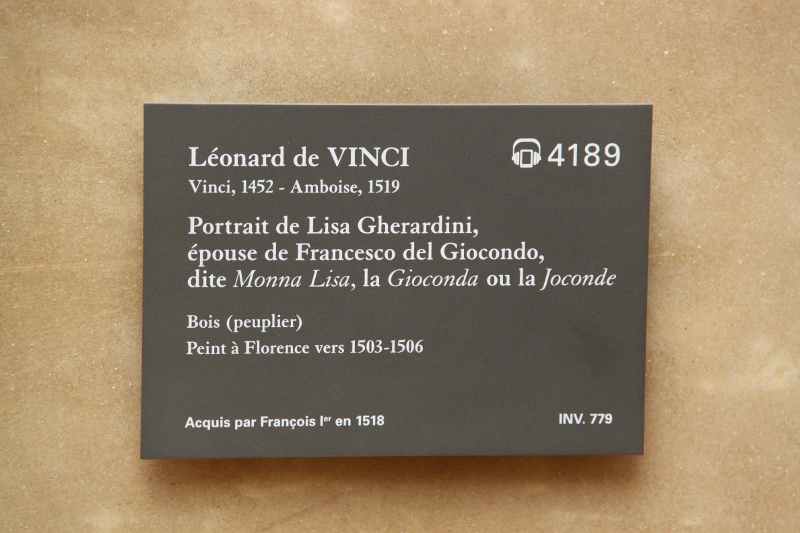 Léonard de VINCI
4189
Vinci, 1452 - Amboise, 1519
Portrait de Lisa Gherardini,
épouse de Francesco del Giocondo,
dite Monna Lisa, la Gioconda ou la Joconde
Bois (peuplier)
Peint à Florence vers 1503-1506
Acquis par François Ier en 1518
INV. 779